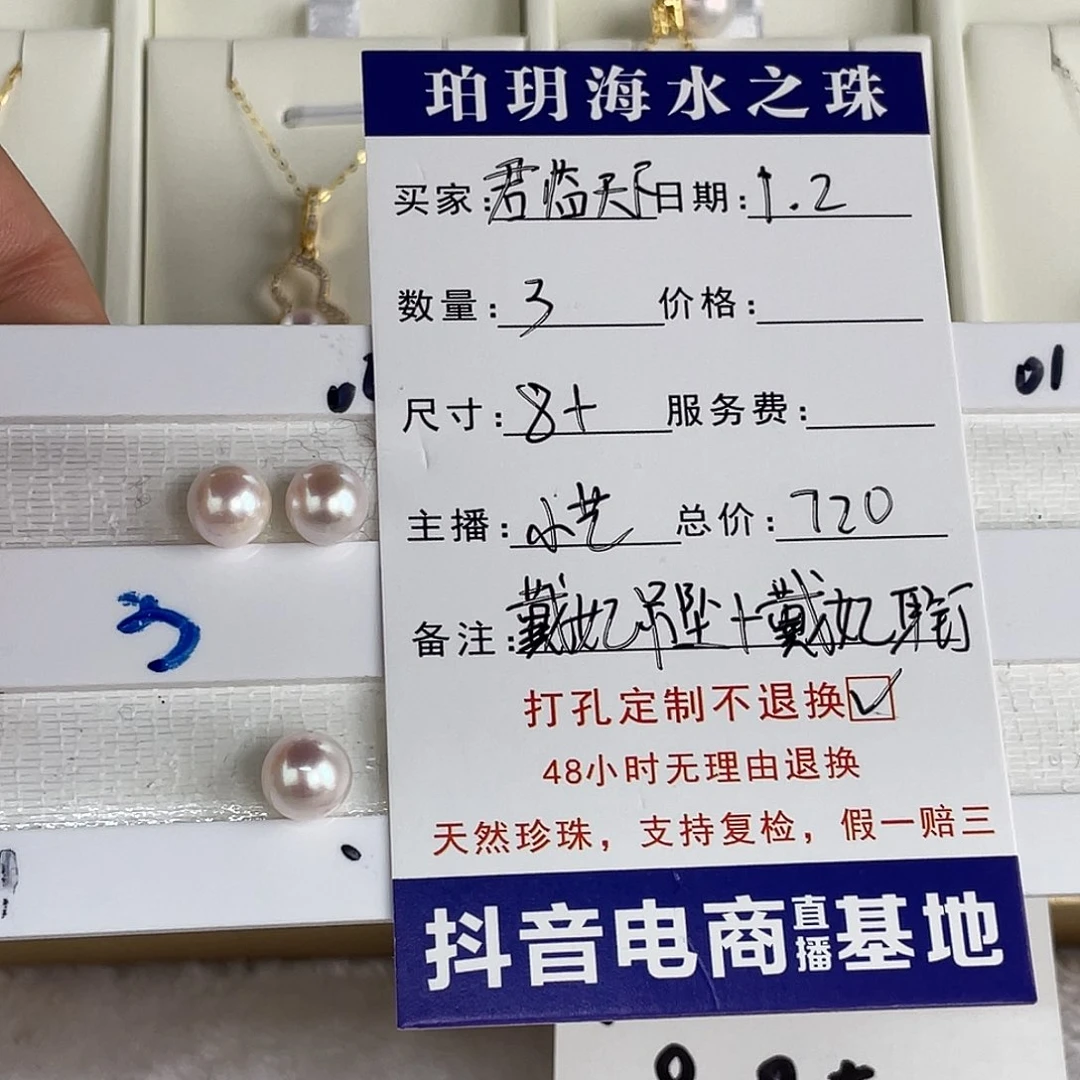 珀玥海水之珠
买家:君临天下 日期:1.2
数量:3 价格:
尺寸:8+ 服务费:
01
主播:小艺 总价:720
备注:戴妃吊坠+戴妃耳钉
打孔定制不退换☑
48小时无理由退换
天然珍珠，支持复检，假一赔三
抖音电商直播基地